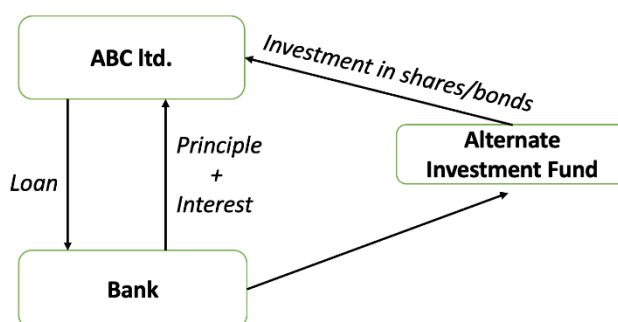 ABC ltd.
Investment in shares/bonds
Alternate
Investment Fund
Loan
Principle
+
Interest
Bank